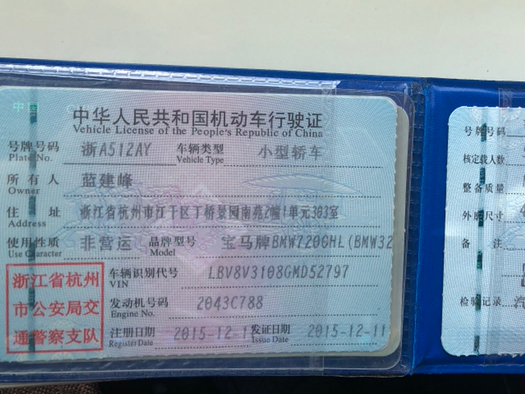 中华人民共和国机动车行驶证
Vehicle License of the People's Republic of China
号牌号码 浙A512AY 车辆类型 小型轿车
Plate No. Vehicle Type
所有人 蓝建峰
Owner
住址 浙江省杭州市江干区丁桥景园南苑2幢1单元303室
Address
使用性质 非营运 品牌型号 宝马牌BMW7200HL(BMW32
Use Character Model
车辆识别代号 LBV8V3108GMD52797
VIN
发动机号码 2043C788
Engine No.
注册日期 2015-12-1 发证日期 2015-12-11
Register Date Issue Date
浙江省杭州
市公安局交
通警察支队
号牌号码
核定载人数
整备质量
外廓尺寸
备注
检验记录